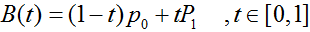 B(t) = (1−t) p₀ + tP₁ , t ∈ [0,1]